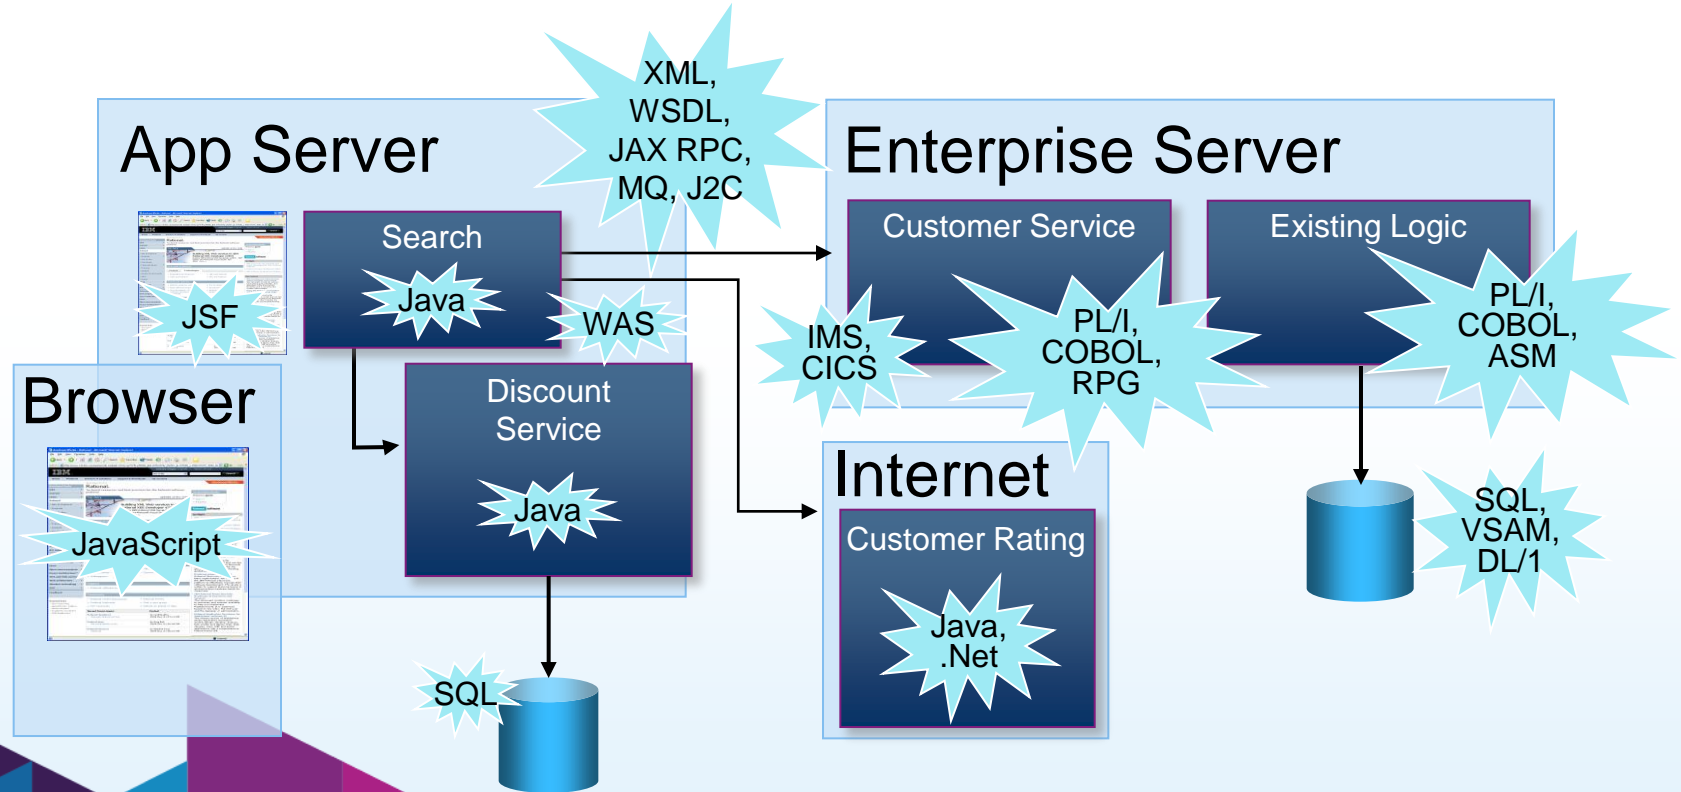 XML,
WSDL,
JAX RPC,
MQ, J2C
App Server
Enterprise Server
IBM
Search
Java
JSF
WAS
Customer Service
Existing Logic
IMS,
CICS
PL/I,
COBOL,
RPG
PL/I,
COBOL,
ASM
Browser
IBM
JavaScript
Discount
Service
Java
Internet
Customer Rating
Java,
.Net
SQL,
VSAM,
DL/1
SQL